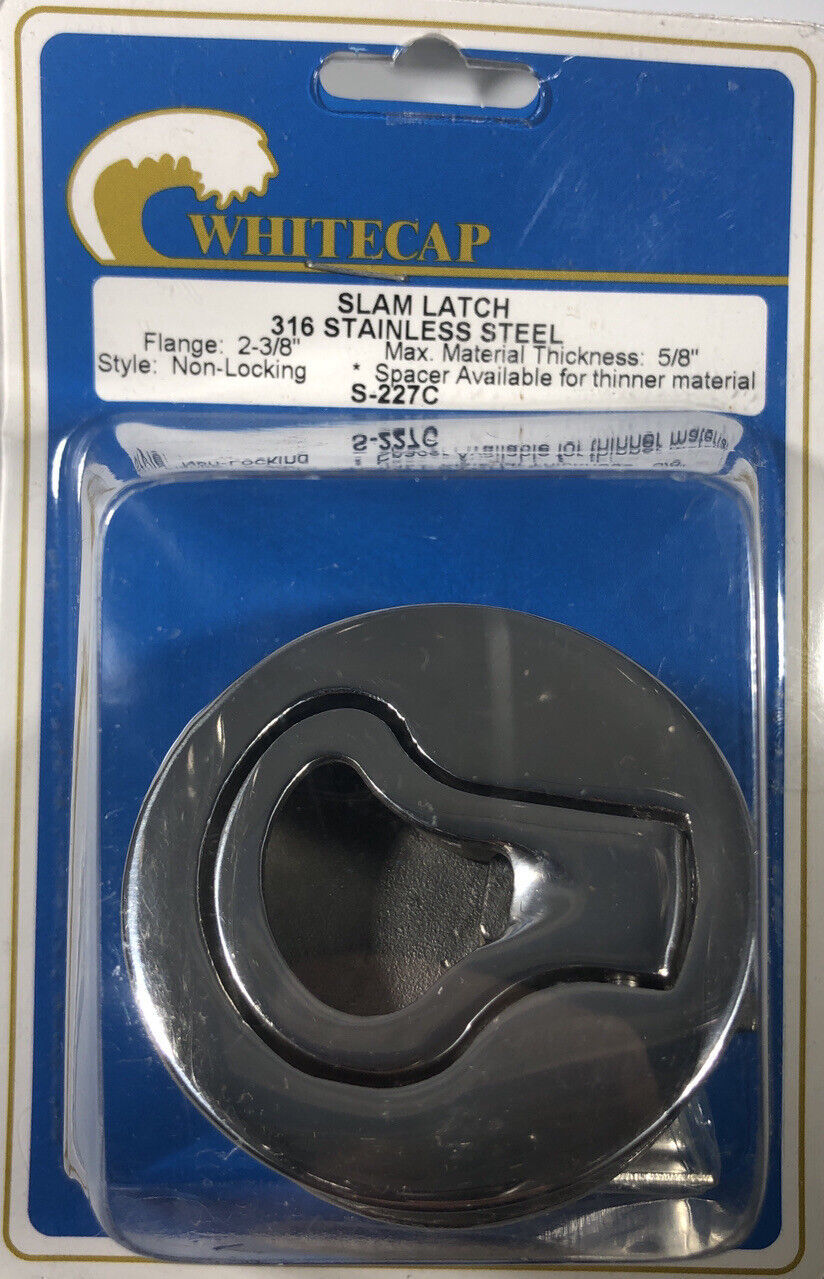 WHITECAP
SLAM LATCH
316 STAINLESS STEEL
Flange: 2-3/8" Max. Material Thickness: 5/8"
Style: Non-Locking * Spacer Available for thinner material
S-227C